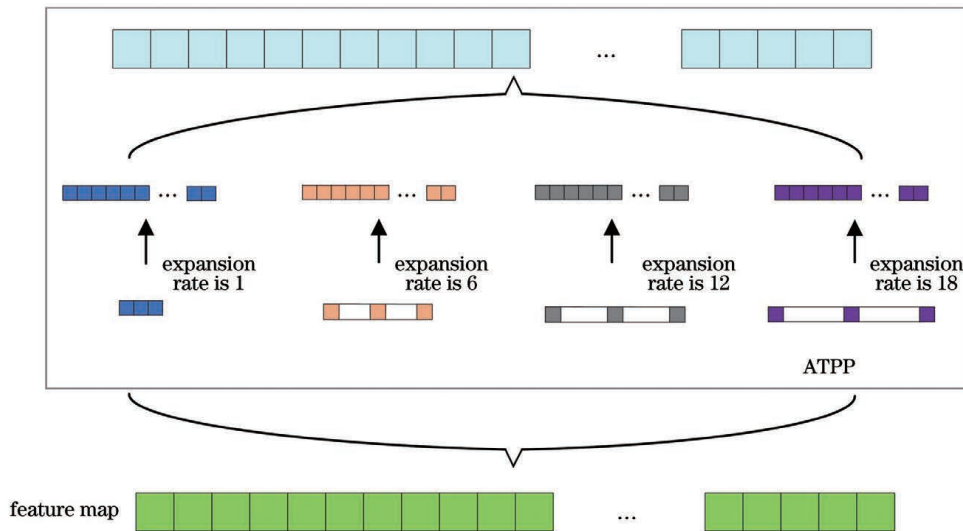 ...
... ... ... ...
expansion
rate is 1
expansion
rate is 6
expansion
rate is 12
expansion
rate is 18
ATPP
feature map
...